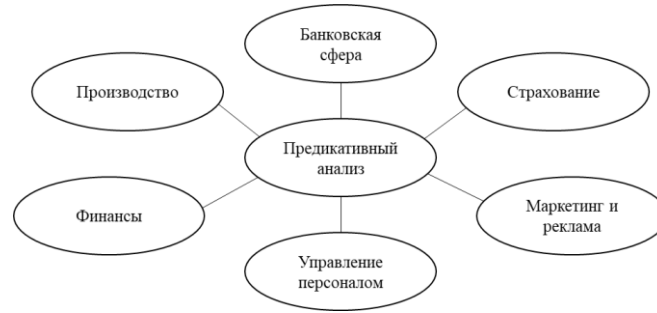 Банковская
сфера
Производство
Страхование
Предикативный
анализ
Финансы
Маркетинг и
реклама
Управление
персоналом